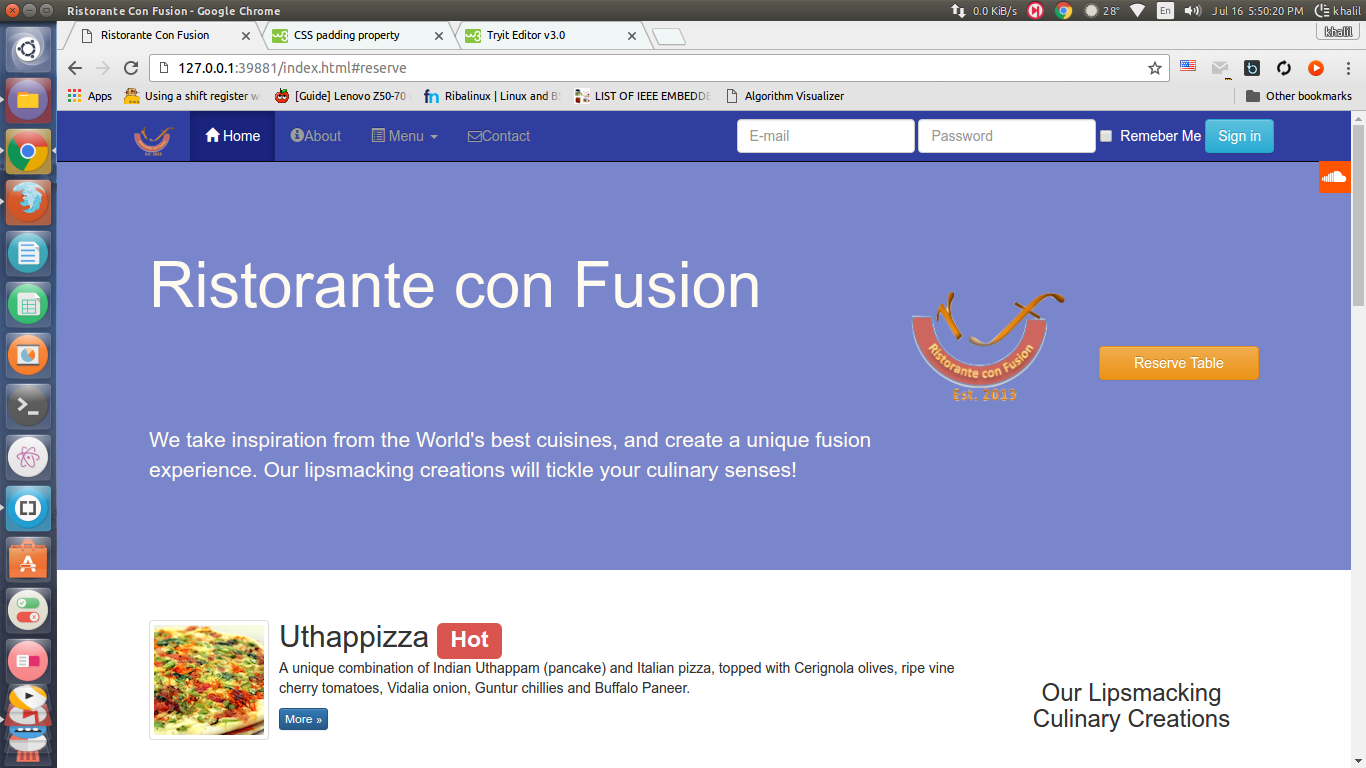 Ristorante Con Fusion - Google Chrome
0.0 KiB/s
28°
En
Jul 16 5:50:20 PM
khalil
Ristorante Con Fusion
CSS padding property
Tryit Editor v3.0
khalil
127.0.0.1:39881/index.html#reserve
Apps
Using a shift register w
[Guide] Lenovo Z50-70
Ribalinux | Linux and BS
LIST OF IEEE EMBEDDE
Algorithm Visualizer
Other bookmarks
Home
About
Menu
Contact
E-mail
Password
Remeber Me
Sign in
Ristorante con Fusion
Ristorante con Fusion
Est. 2013
Reserve Table
We take inspiration from the World's best cuisines, and create a unique fusion
experience. Our lipsmacking creations will tickle your culinary senses!
Uthappizza Hot
A unique combination of Indian Uthappam (pancake) and Italian pizza, topped with Cerignola olives, ripe vine
cherry tomatoes, Vidalia onion, Guntur chillies and Buffalo Paneer.
More »
Our Lipsmacking
Culinary Creations